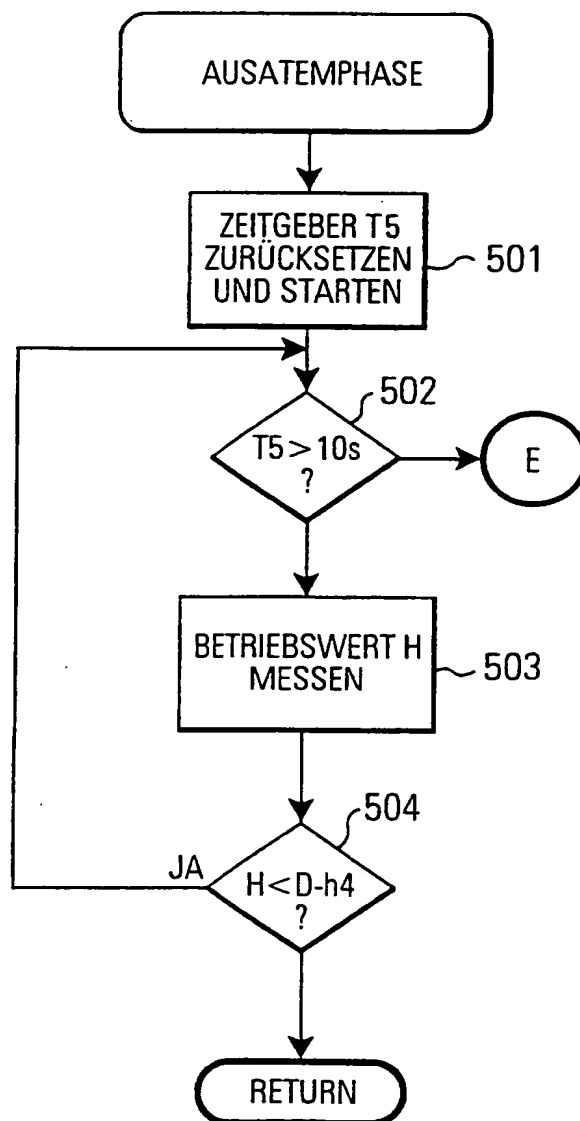 AUSATEMPHASE
ZEITGEBER T5
ZURÜCKSETZEN
UND STARTEN
501
502
T5>10s
?
E
BETRIEBSWERT H
MESSEN
503
504
JA
H<D-h4
?
RETURN